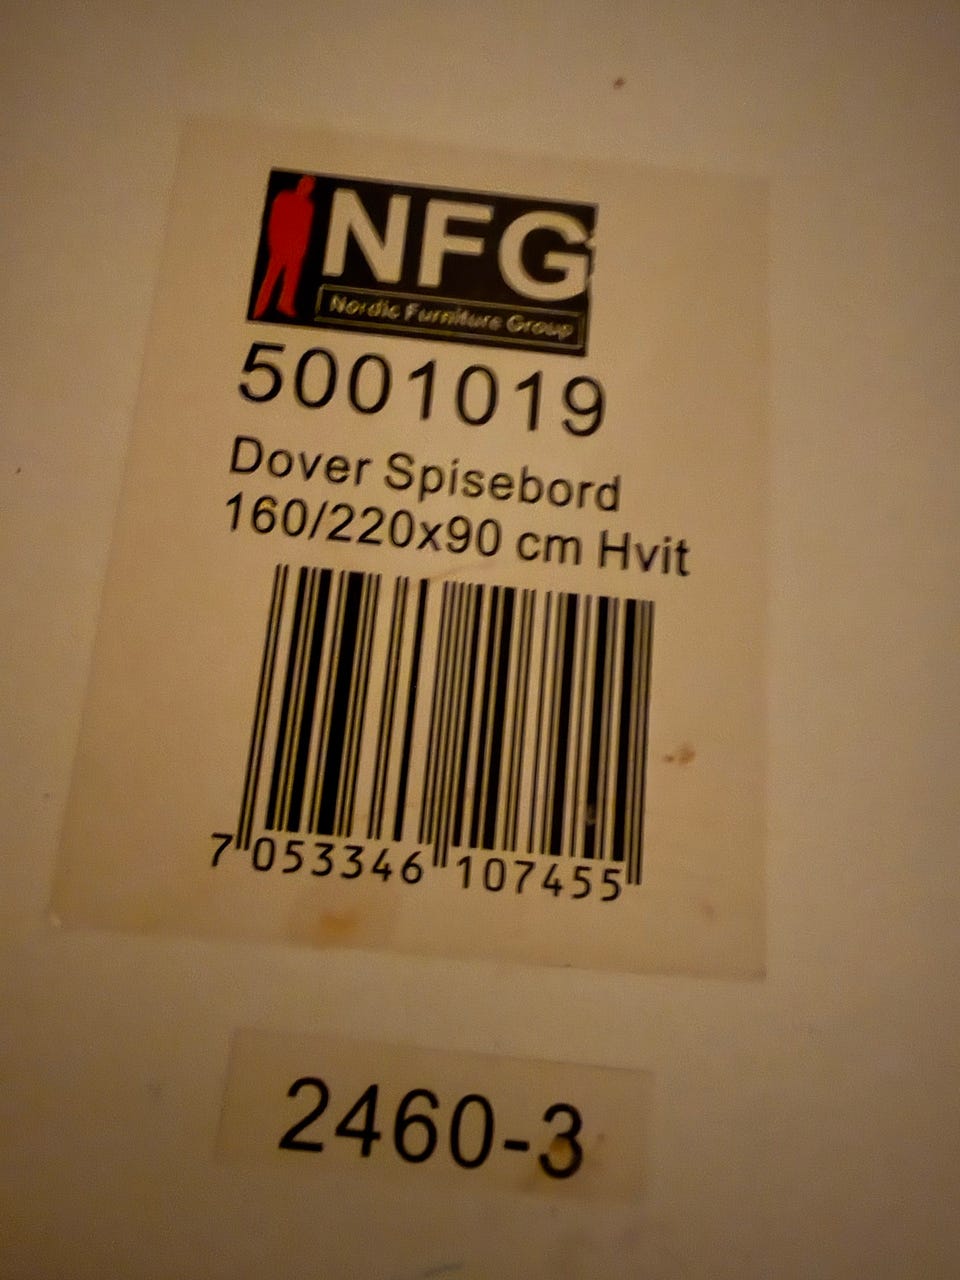 NFG
Nordic Furniture Group
5001019
Dover Spisebord
160/220x90 cm Hvit
7 053346 107455
2460-3